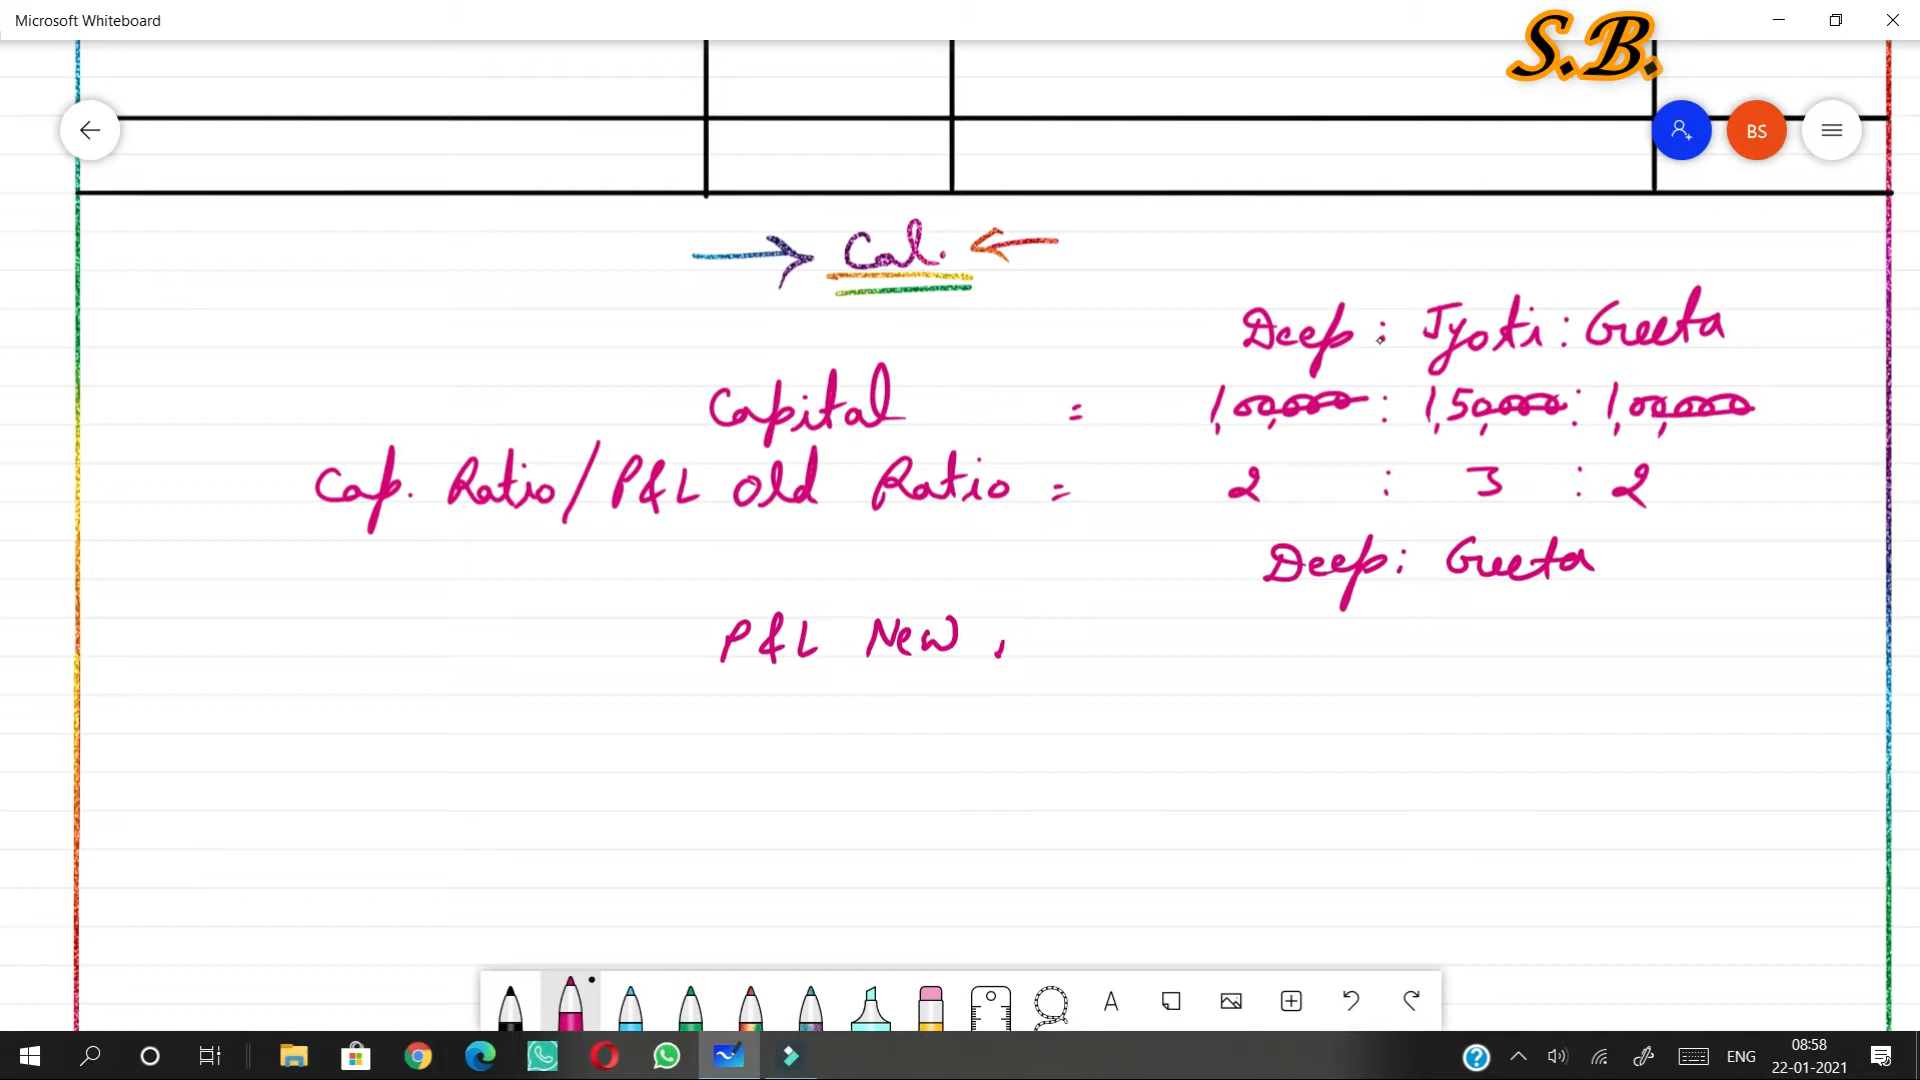 Microsoft Whiteboard
S.B.
BS
Cal.
Deep : Jyoti : Geeta
Capital = 1,00,000 : 1,50,000 : 1,00,000
Cap. Ratio / P&L Old Ratio = 2 : 3 : 2
Deep : Geeta
P&L New
A
ENG
08:58
22-01-2021